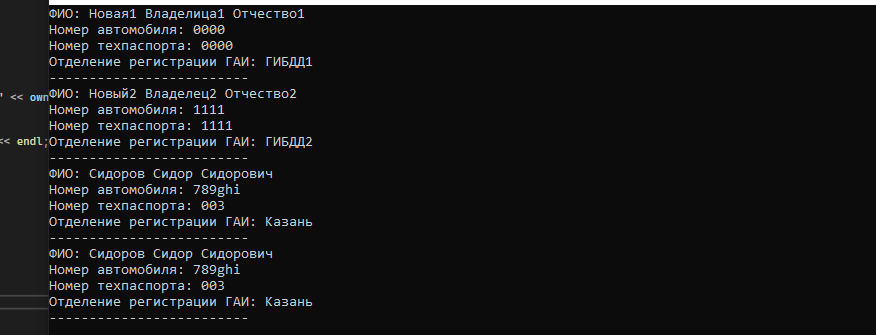 ФИО: Новая1 Владелица1 Отчество1
Номер автомобиля: 0000
Номер техпаспорта: 0000
Отделение регистрации ГАИ: ГИБДД1
-------------------------
" << own
ФИО: Новый2 Владелец2 Отчество2
Номер автомобиля: 1111
Номер техпаспорта: 1111
<< endl;
Отделение регистрации ГАИ: ГИБДД2
-------------------------
ФИО: Сидоров Сидор Сидорович
Номер автомобиля: 789ghi
Номер техпаспорта: 003
Отделение регистрации ГАИ: Казань
-------------------------
ФИО: Сидоров Сидор Сидорович
Номер автомобиля: 789ghi
Номер техпаспорта: 003
Отделение регистрации ГАИ: Казань
-------------------------